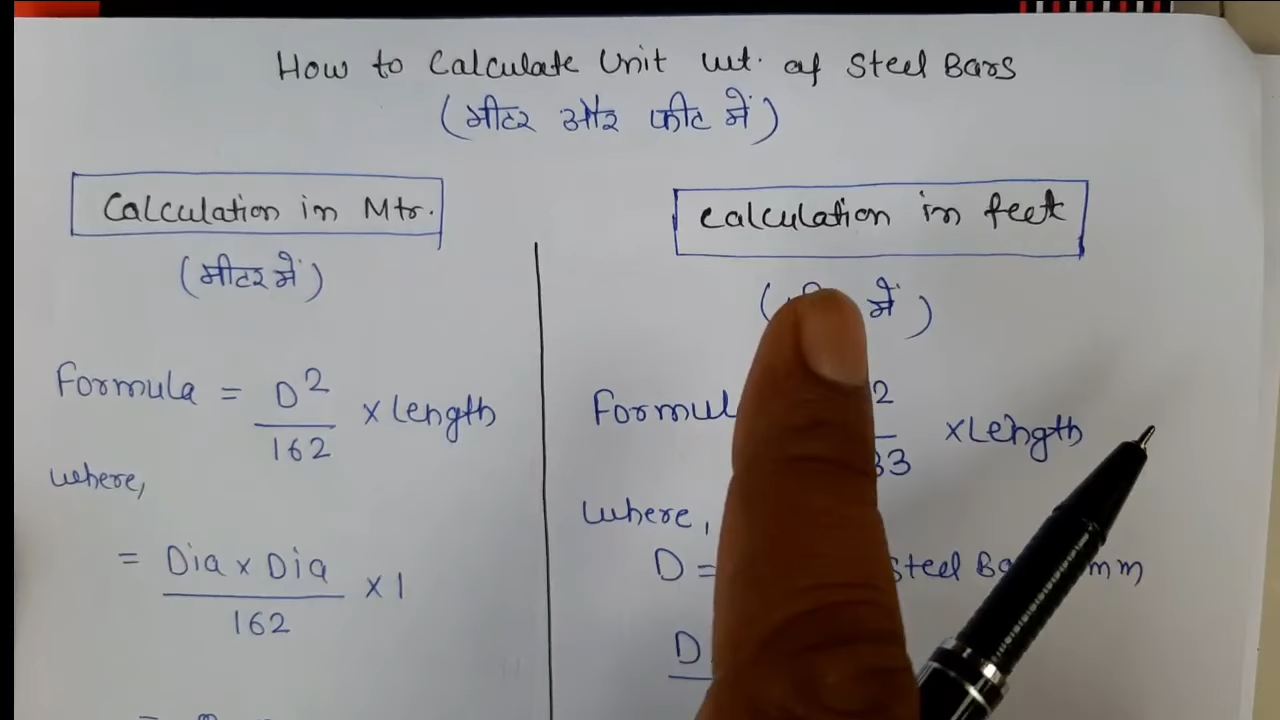 How to Calculate Unit wt. of Steel Bars
(मीटर और फीट में)
Calculation in Mtr.
(मीटर में)
Formula = D2 / 162 × Length
where,
= Dia × Dia / 162 × 1
Calculation in feet
( में)
2 × Length
33
where,
D =
Steel mm
D